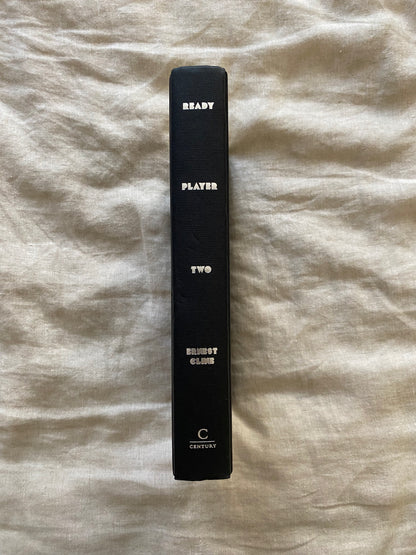 READY
PLAYER
TWO
ERNEST
CLINE
C
CENTURY